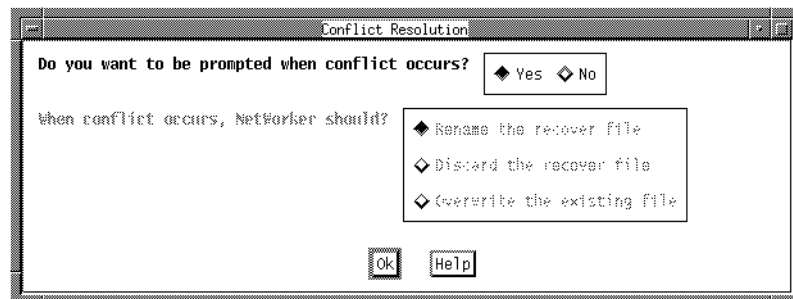 Conflict Resolution
Do you want to be prompted when conflict occurs?
Yes No
When conflict occurs, NetWorker should?
Rename the recover file
Discard the recover file
Overwrite the existing file
Ok Help